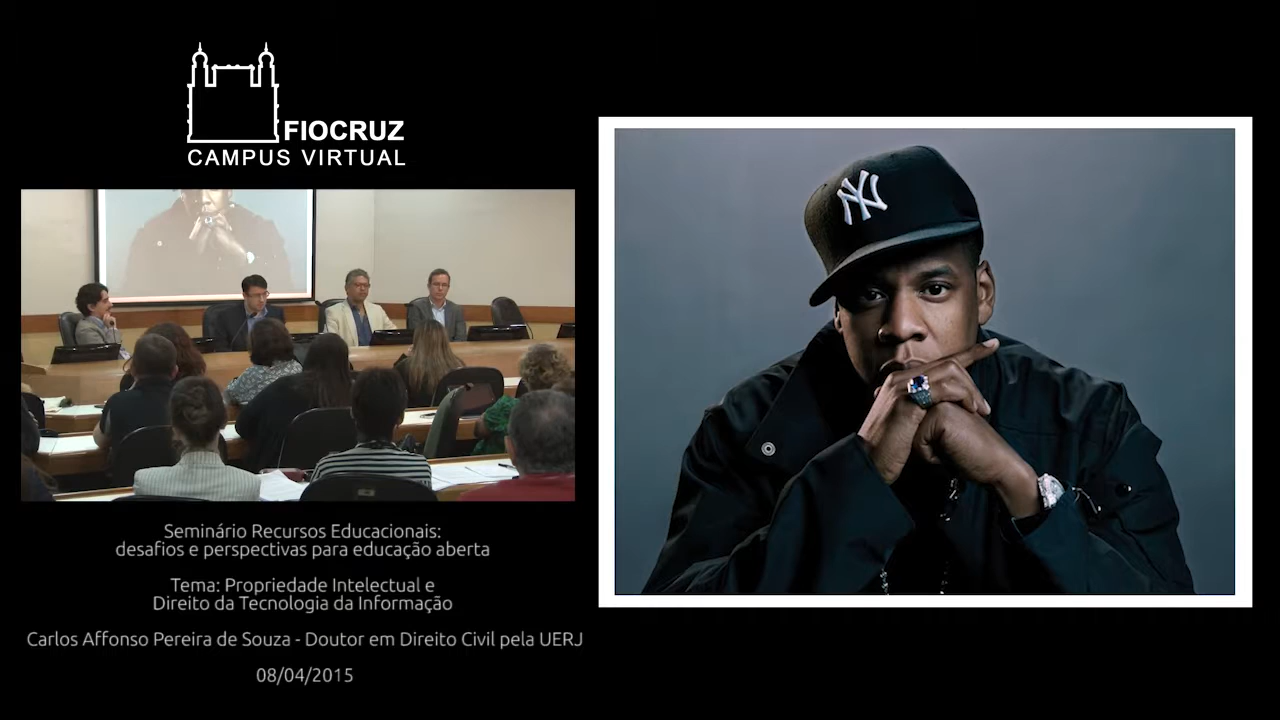 FIOCRUZ
CAMPUS VIRTUAL
NY
Seminário Recursos Educacionais:
desafios e perspectivas para educação aberta
Tema: Propriedade Intelectual e
Direito da Tecnologia da Informação
Carlos Affonso Pereira de Souza - Doutor em Direito Civil pela UERJ
08/04/2015